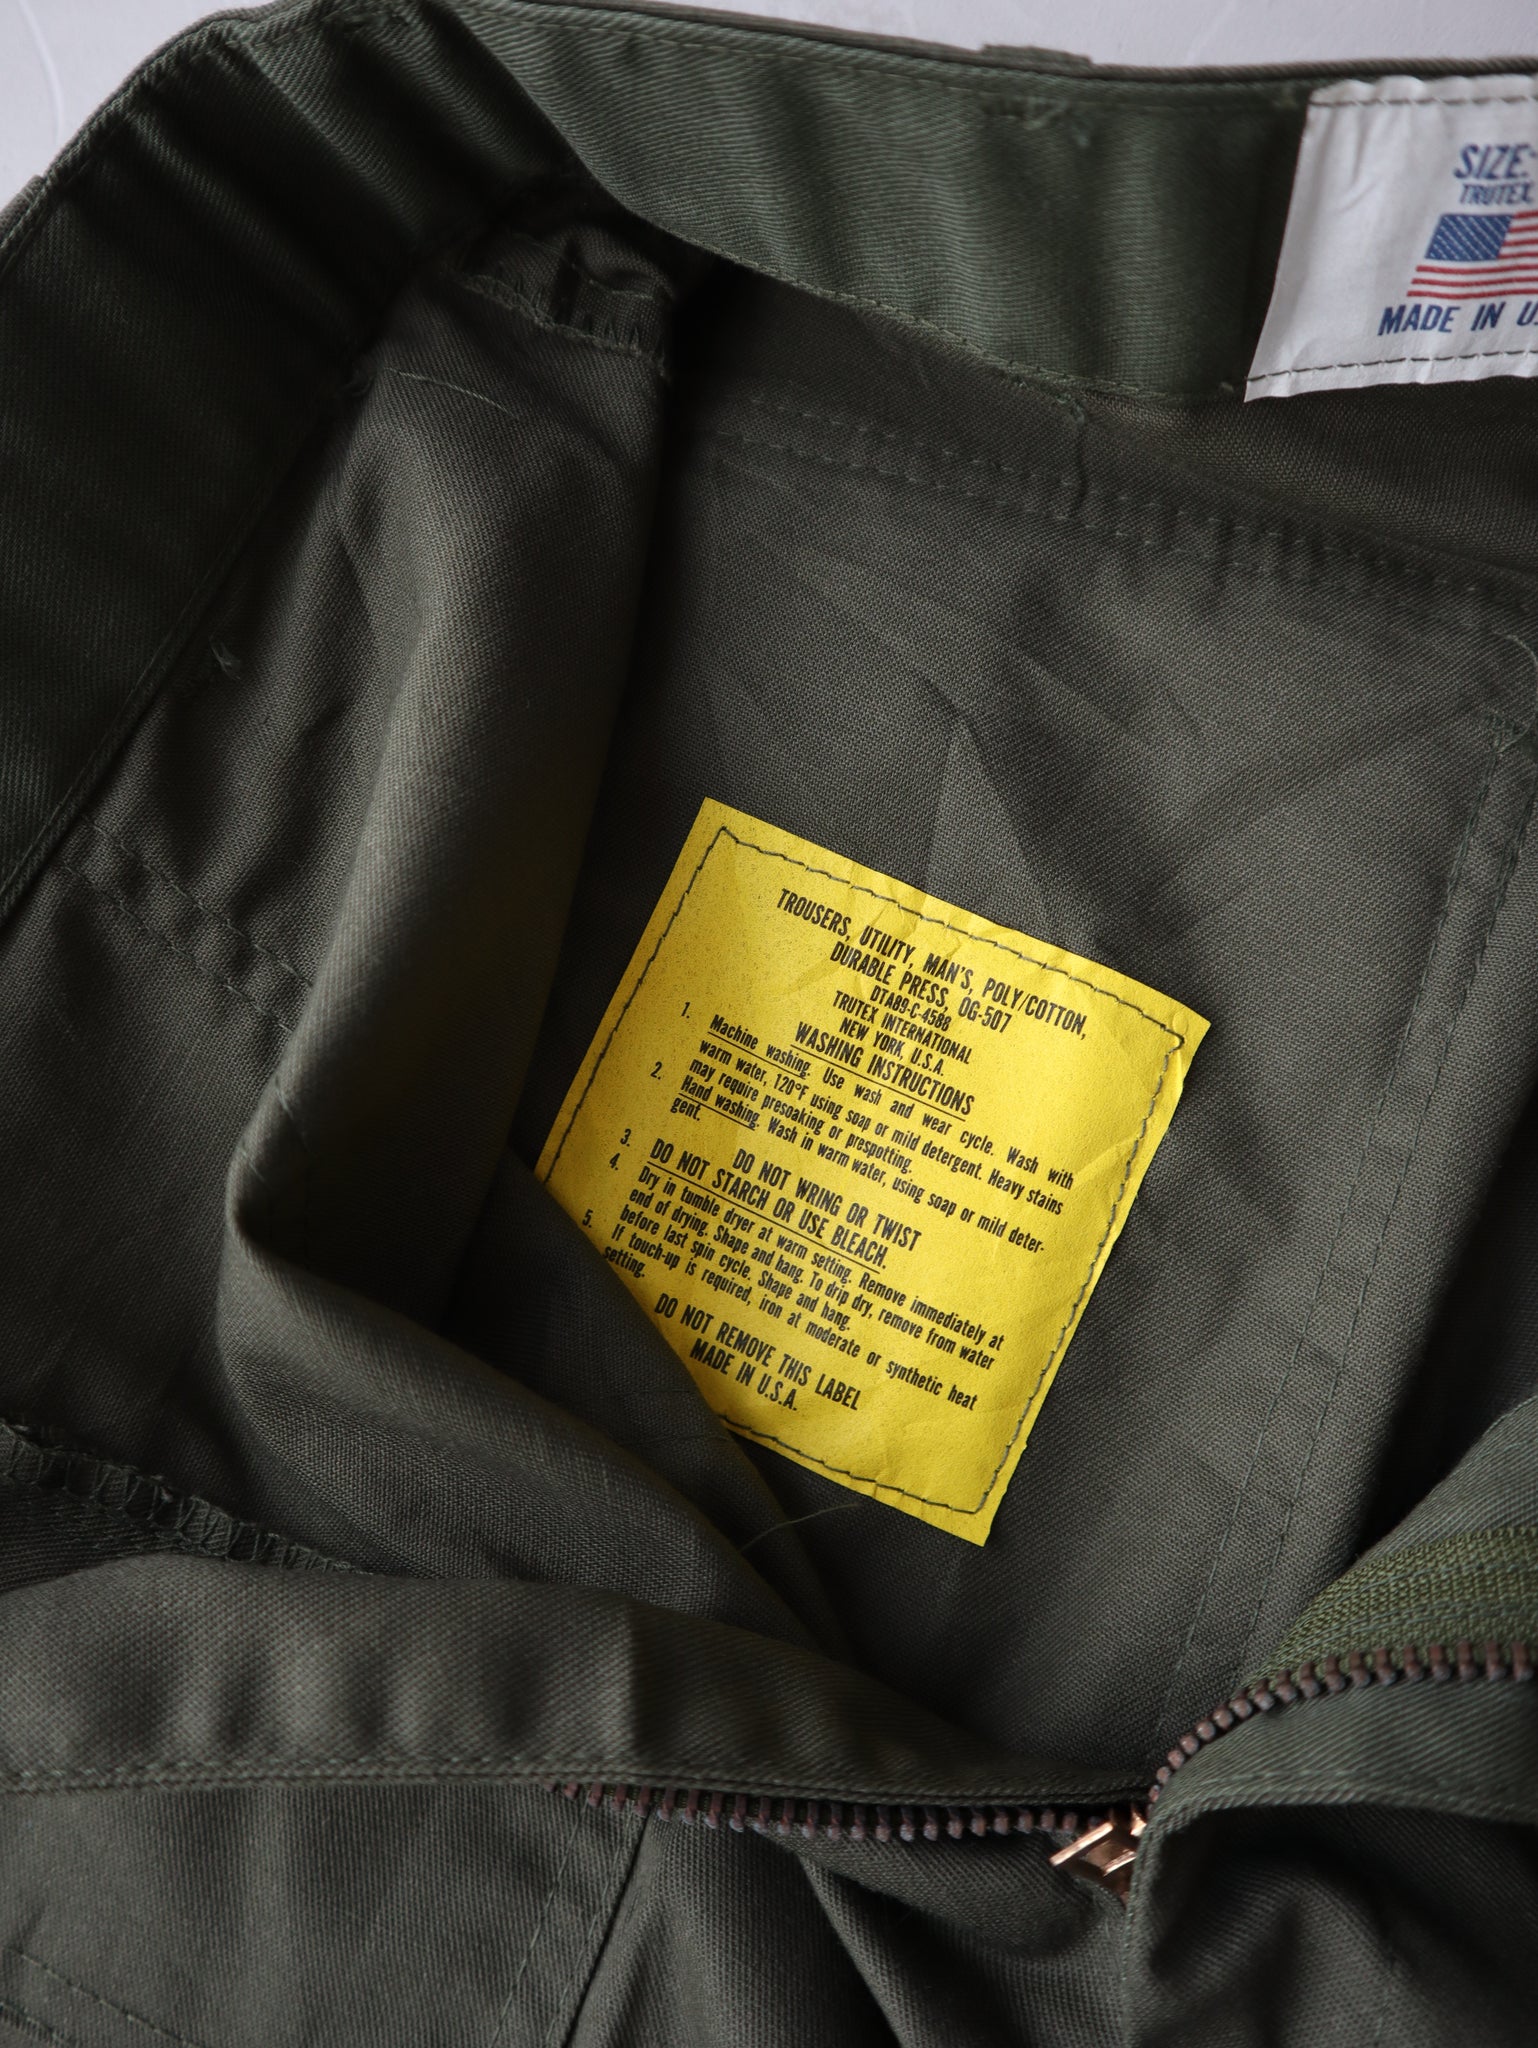 SIZE:
TRUTEX
MADE IN U.
TROUSERS, UTILITY, MAN'S, POLY/COTTON,
DURABLE PRESS, OG-507
DTA89-C-4588
TRUTEX INTERNATIONAL
NEW YORK, U.S.A.
WASHING INSTRUCTIONS
1. Machine washing. Use wash and wear cycle. Wash with
warm water, 120°F using soap or mild detergent. Heavy stains
may require presoaking or prespotting.
2. Hand washing. Wash in warm water, using soap or mild deter-
gent.
DO NOT WRING OR TWIST
3. DO NOT STARCH OR USE BLEACH.
4. Dry in tumble dryer at warm setting. Remove immediately at
end of drying. Shape and hang. To drip dry, remove from water
before last spin cycle. Shape and hang.
5. If touch-up is required, iron at moderate or synthetic heat
setting.
DO NOT REMOVE THIS LABEL
MADE IN U.S.A.